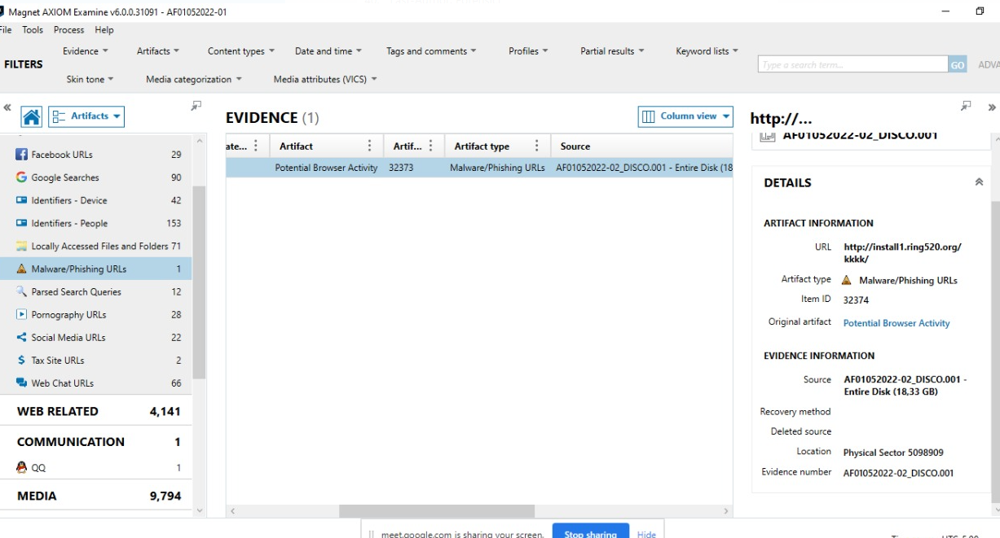 Magnet AXIOM Examine v6.0.0.31091 - AF01052022-01
File Tools Process Help
FILTERS
Evidence Artifacts Content types Date and time Tags and comments Profiles Partial results Keyword lists
Skin tone Media categorization Media attributes (VICS)
Type a search term...
GO
ADVA
Artifacts
Facebook URLs 29
Google Searches 90
Identifiers - Device 42
Identifiers - People 153
Locally Accessed Files and Folders 71
Malware/Phishing URLs 1
Parsed Search Queries 12
Pornography URLs 28
Social Media URLs 22
Tax Site URLs 2
Web Chat URLs 66
WEB RELATED 4,141
COMMUNICATION 1
QQ 1
MEDIA 9,794
EVIDENCE (1)
Column view
ate... Artifact Artif... Artifact type Source
Potential Browser Activity 32373 Malware/Phishing URLs AF01052022-02_DISCO.001 - Entire Disk (18
http://...
AF01052022-02_DISCO.001
DETAILS
ARTIFACT INFORMATION
URL http://install1.ring520.org/
kkkk/
Artifact type Malware/Phishing URLs
Item ID 32374
Original artifact Potential Browser Activity
EVIDENCE INFORMATION
Source AF01052022-02_DISCO.001 -
Entire Disk (18,33 GB)
Recovery method
Deleted source
Location Physical Sector 5098909
Evidence number AF01052022-02_DISCO.001
meet.google.com is sharing your screen.
Stop sharing
Hide